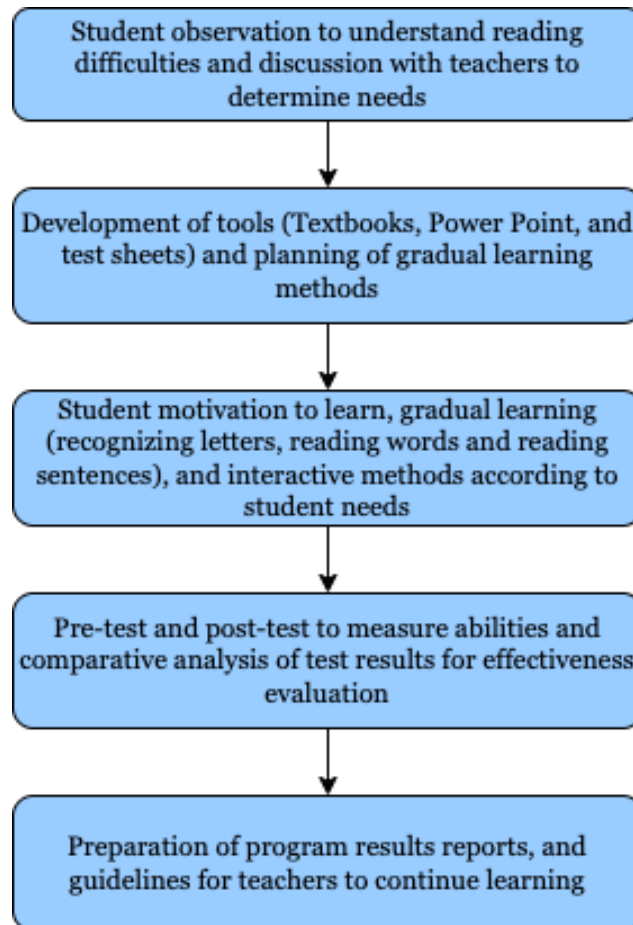 Student observation to understand reading
difficulties and discussion with teachers to
determine needs
Development of tools (Textbooks, Power Point, and
test sheets) and planning of gradual learning
methods
Student motivation to learn, gradual learning
(recognizing letters, reading words and reading
sentences), and interactive methods according to
student needs
Pre-test and post-test to measure abilities and
comparative analysis of test results for effectiveness
evaluation
Preparation of program results reports, and
guidelines for teachers to continue learning